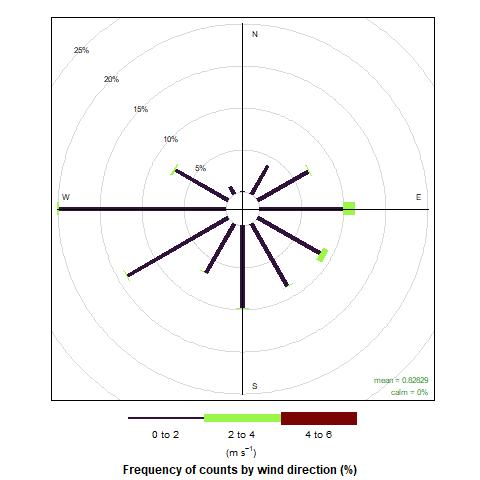 N
25%
20%
15%
10%
5%
W
E
S
mean = 0.82829
calm = 0%
0 to 2 2 to 4 4 to 6
(m s⁻¹)
Frequency of counts by wind direction (%)